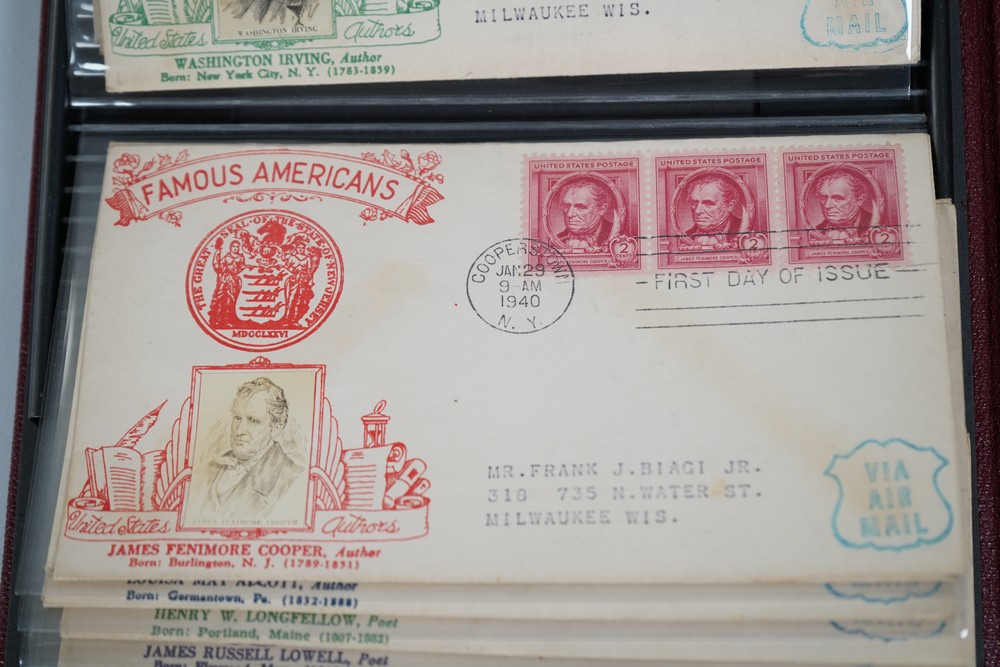 WASHINGTON IRVING
United States Authors
WASHINGTON IRVING, Author
Born: New York City, N. Y. (1783-1859)
MILWAUKEE WIS.
AIR
MAIL
FAMOUS AMERICANS
THE GREAT SEAL OF THE STATE OF NEW JERSEY
MDCCLXXVI
JAMES FENIMORE COOPER
United States Authors
JAMES FENIMORE COOPER, Author
Born: Burlington, N. J. (1789-1851)
UNITED STATES POSTAGE
JAMES FENIMORE COOPER
2
CENTS
UNITED STATES POSTAGE
JAMES FENIMORE COOPER
2
UNITED STATES POSTAGE
JAMES FENIMORE COOPER
2
COOPERSTOWN
JAN 29
9-AM
1940
N. Y.
FIRST DAY OF ISSUE
MR.FRANK J.BIAGI JR.
318 735 N.WATER ST.
MILWAUKEE WIS.
VIA
AIR
MAIL
LOUISA MAY ALCOTT, Author
Born: Germantown, Pa. (1832-1888)
HENRY W. LONGFELLOW, Poet
Born: Portland, Maine (1807-1882)
JAMES RUSSELL LOWELL, Poet